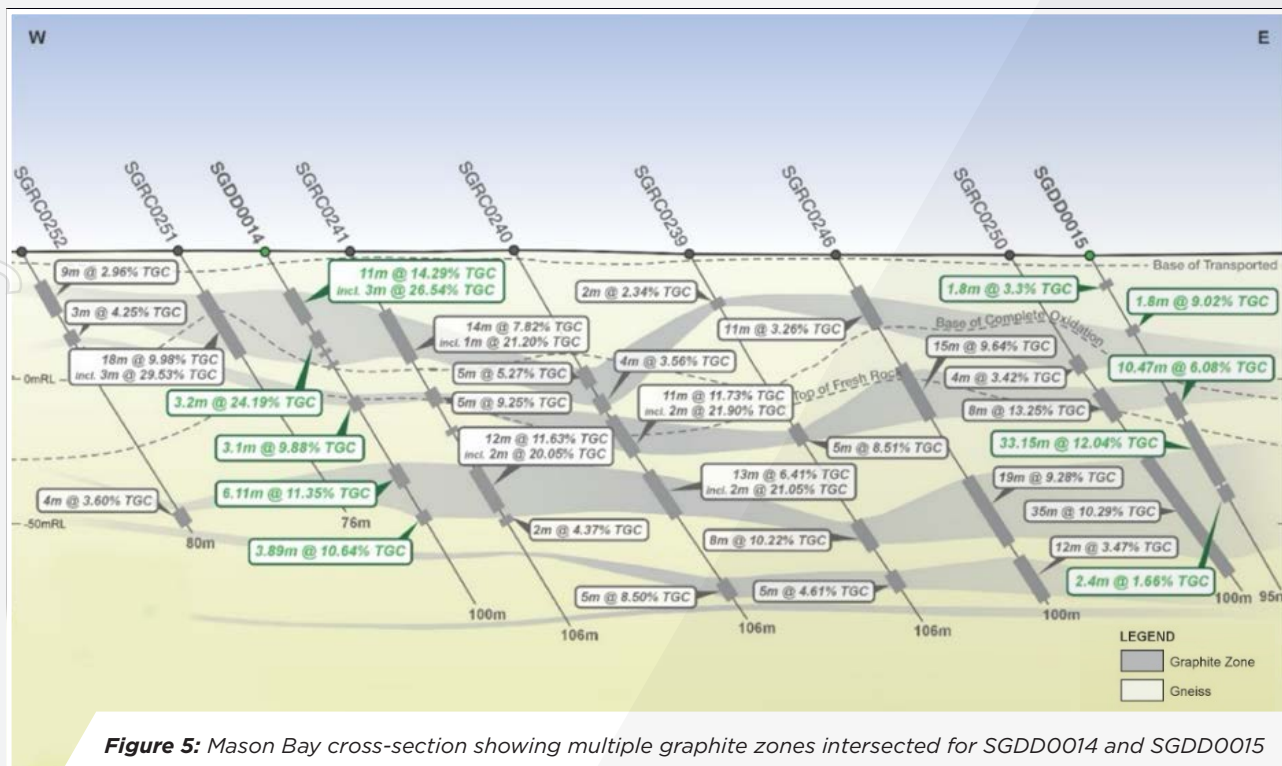 W
E
SGRC0252
SGRC0251
SGDD0014
SGRC0241
SGRC0240
SGRC0239
SGRC0246
SGRC0250
SGDD0015
Base of Transported
9m @ 2.96% TGC
11m @ 14.29% TGC
incl. 3m @ 26.54% TGC
2m @ 2.34% TGC
1.8m @ 3.3% TGC
1.8m @ 9.02% TGC
3m @ 4.25% TGC
14m @ 7.82% TGC
incl. 1m @ 21.20% TGC
11m @ 3.26% TGC
Base of Complete Oxidation
15m @ 9.64% TGC
18m @ 9.98% TGC
incl. 3m @ 29.53% TGC
4m @ 3.56% TGC
10.47m @ 6.08% TGC
0mRL
5m @ 5.27% TGC
Top of Fresh Rock
4m @ 3.42% TGC
3.2m @ 24.19% TGC
5m @ 9.25% TGC
11m @ 11.73% TGC
incl. 2m @ 21.90% TGC
8m @ 13.25% TGC
3.1m @ 9.88% TGC
12m @ 11.63% TGC
incl. 2m @ 20.05% TGC
5m @ 8.51% TGC
33.15m @ 12.04% TGC
13m @ 6.41% TGC
incl. 2m @ 21.05% TGC
19m @ 9.28% TGC
4m @ 3.60% TGC
6.11m @ 11.35% TGC
35m @ 10.29% TGC
-50mRL
76m
80m
2m @ 4.37% TGC
8m @ 10.22% TGC
3.89m @ 10.64% TGC
12m @ 3.47% TGC
2.4m @ 1.66% TGC
5m @ 8.50% TGC
5m @ 4.61% TGC
100m
106m
106m
106m
100m
100m
95m
LEGEND
Graphite Zone
Gneiss
Figure 5: Mason Bay cross-section showing multiple graphite zones intersected for SGDD0014 and SGDD0015